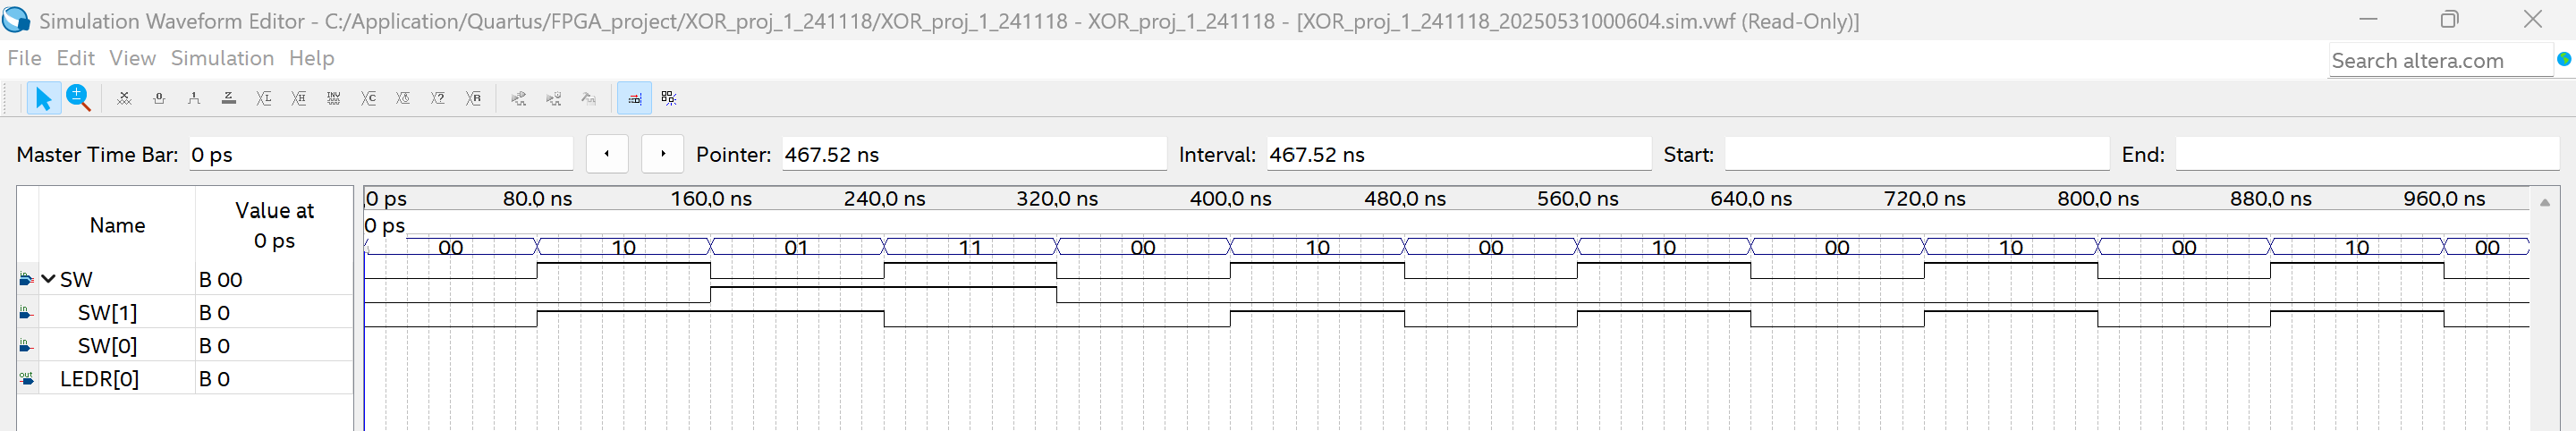 Simulation Waveform Editor - C:/Application/Quartus/FPGA_project/XOR_proj_1_241118/XOR_proj_1_241118 - XOR_proj_1_241118 - [XOR_proj_1_241118_20250531000604.sim.vwf (Read-Only)]
File Edit View Simulation Help
Search altera.com
Master Time Bar: 0 ps Pointer: 467.52 ns Interval: 467.52 ns Start: End:
Name Value at 0 ps
0 ps 80.0 ns 160.0 ns 240.0 ns 320.0 ns 400.0 ns 480.0 ns 560.0 ns 640.0 ns 720.0 ns 800.0 ns 880.0 ns 960.0 ns
0 ps
00 10 01 11 00 10 00 10 00 10 00 10 00
in SW B 00
in SW[1] B 0
in SW[0] B 0
out LEDR[0] B 0